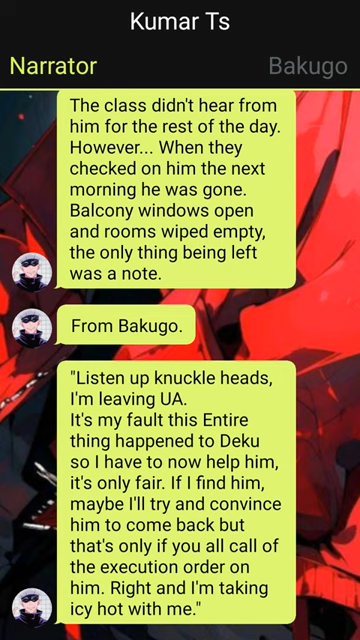 Kumar Ts
Narrator
Bakugo
The class didn't hear from
him for the rest of the day.
However... When they
checked on him the next
morning he was gone.
Balcony windows open
and rooms wiped empty,
the only thing being left
was a note.
From Bakugo.
"Listen up knuckle heads,
I'm leaving UA.
It's my fault this Entire
thing happened to Deku
so I have to now help him,
it's only fair. If I find him,
maybe I'll try and convince
him to come back but
that's only if you all call of
the execution order on
him. Right and I'm taking
icy hot with me."